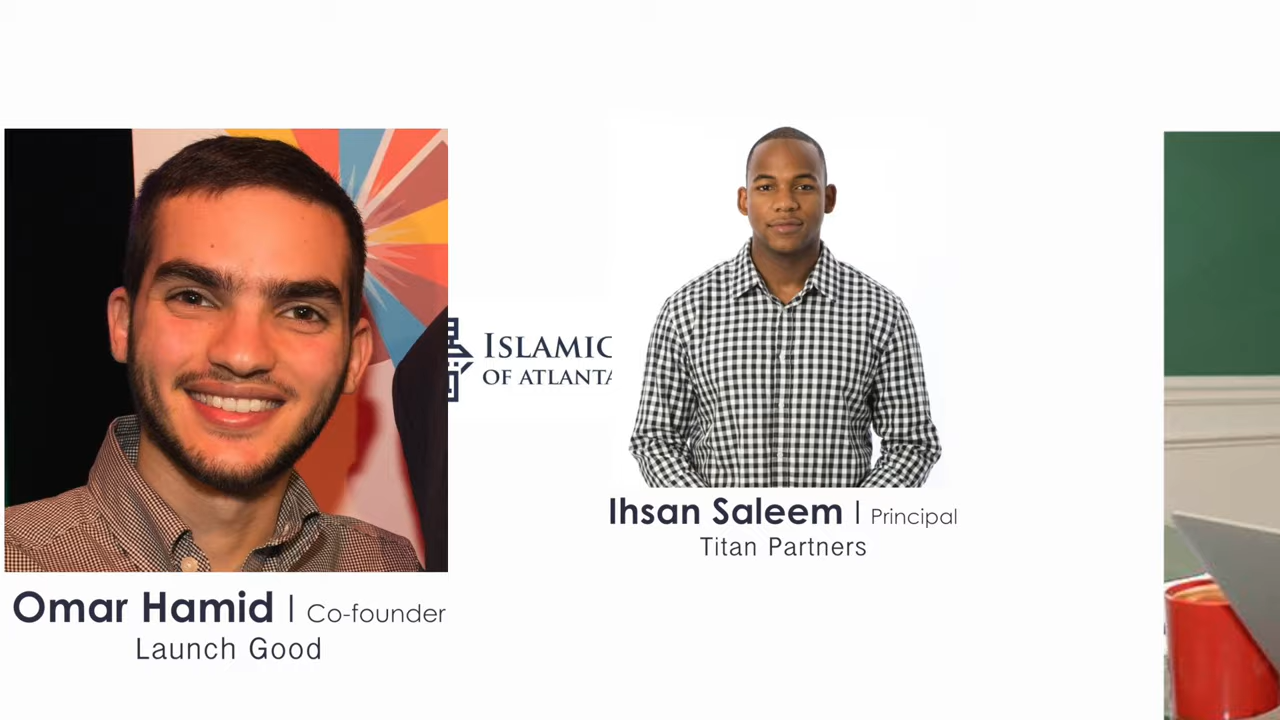 ISLAMIC
OF ATLANTA
Ihsan Saleem | Principal
Titan Partners
Omar Hamid | Co-founder
Launch Good